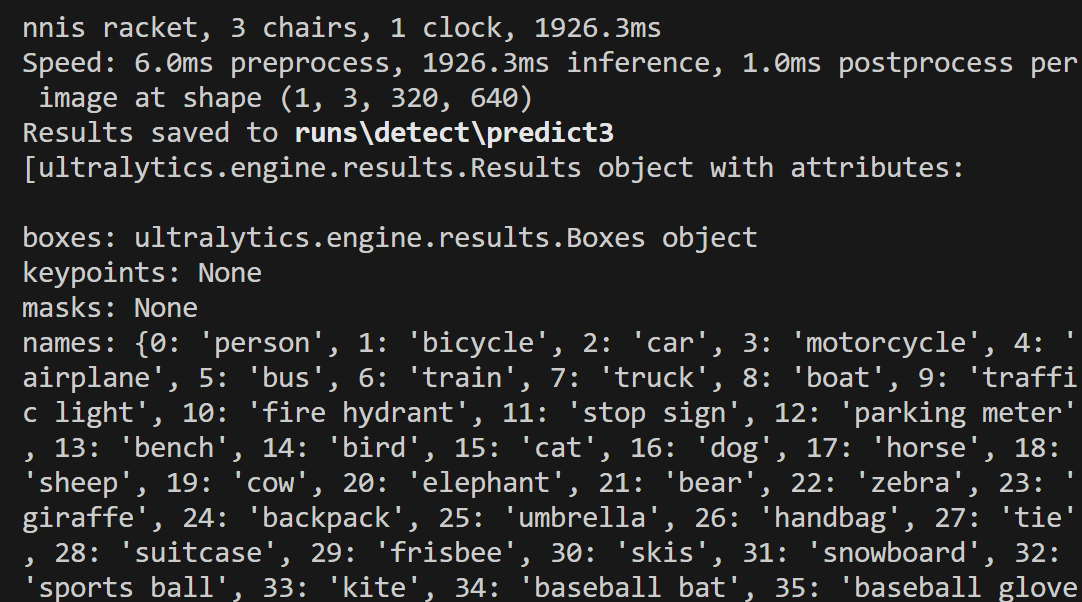 nnis racket, 3 chairs, 1 clock, 1926.3ms
Speed: 6.0ms preprocess, 1926.3ms inference, 1.0ms postprocess per
 image at shape (1, 3, 320, 640)
Results saved to runs\detect\predict3
[ultralytics.engine.results.Results object with attributes:

boxes: ultralytics.engine.results.Boxes object
keypoints: None
masks: None
names: {0: 'person', 1: 'bicycle', 2: 'car', 3: 'motorcycle', 4: '
airplane', 5: 'bus', 6: 'train', 7: 'truck', 8: 'boat', 9: 'traffi
c light', 10: 'fire hydrant', 11: 'stop sign', 12: 'parking meter'
, 13: 'bench', 14: 'bird', 15: 'cat', 16: 'dog', 17: 'horse', 18:
'sheep', 19: 'cow', 20: 'elephant', 21: 'bear', 22: 'zebra', 23: '
giraffe', 24: 'backpack', 25: 'umbrella', 26: 'handbag', 27: 'tie'
, 28: 'suitcase', 29: 'frisbee', 30: 'skis', 31: 'snowboard', 32:
'sports ball', 33: 'kite', 34: 'baseball bat', 35: 'baseball glove